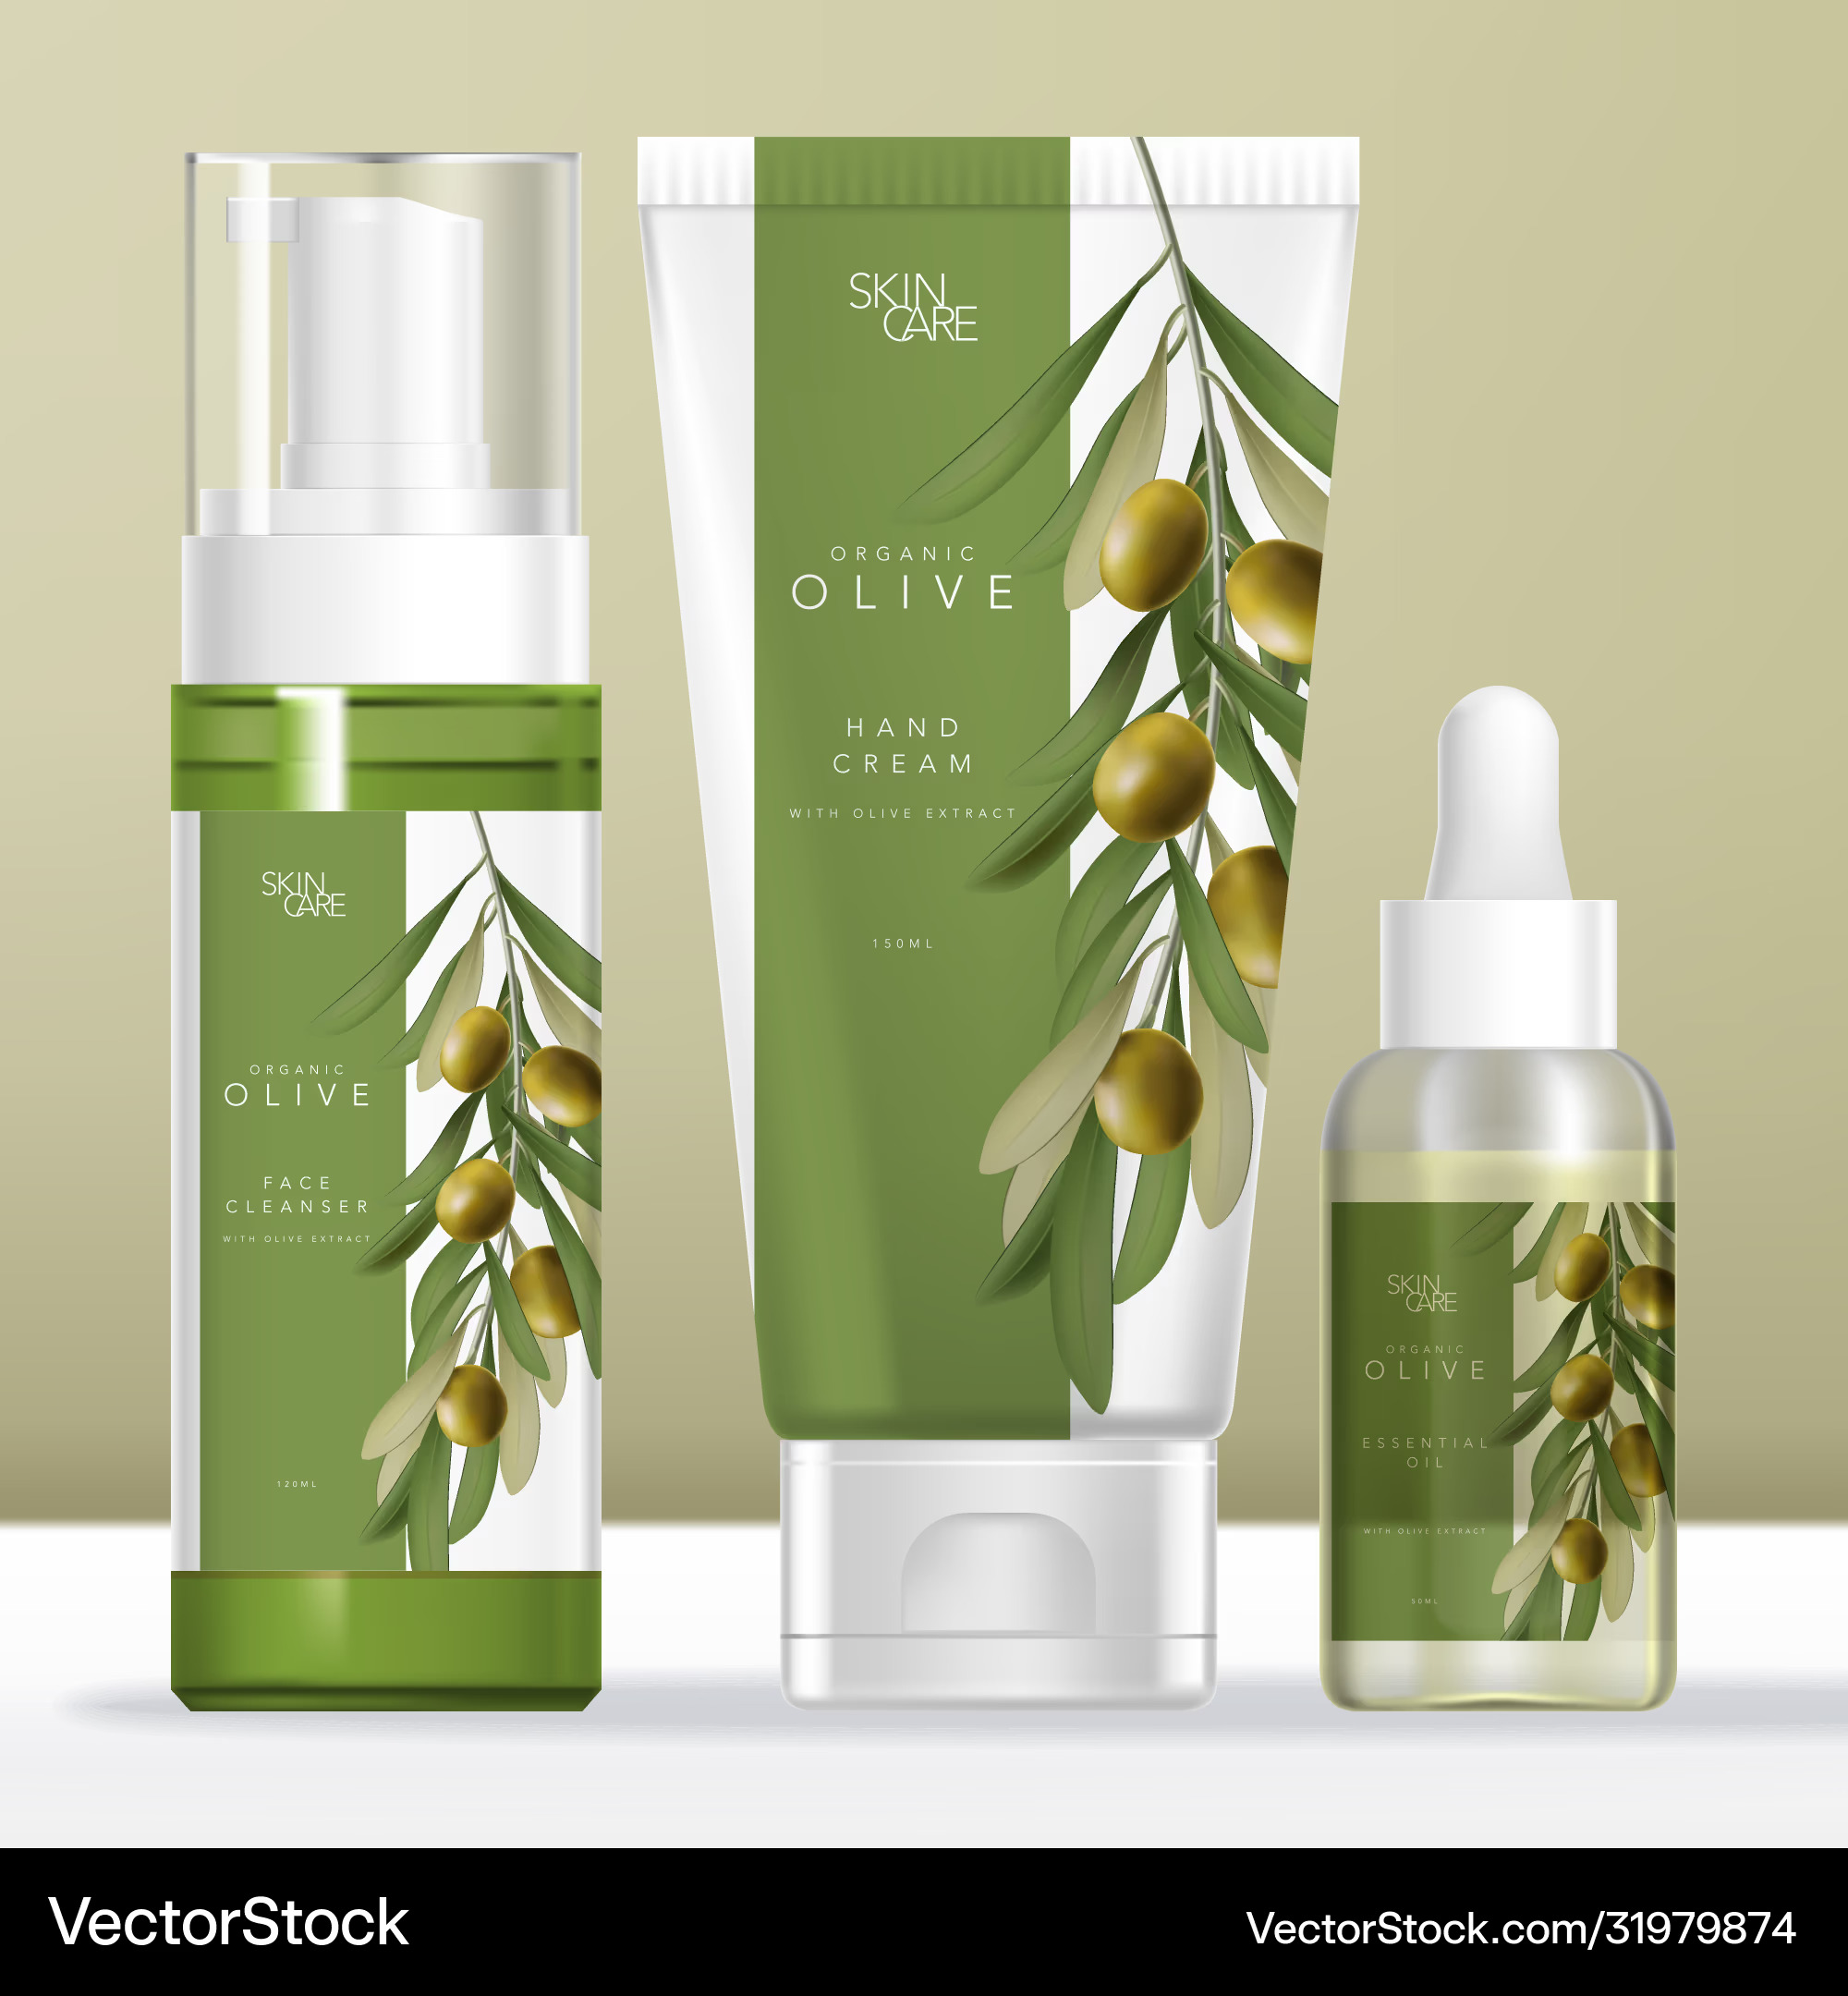 SKIN
CARE
ORGANIC
OLIVE
FACE
CLEANSER
WITH OLIVE EXTRACT
120ML
SKIN
CARE
ORGANIC
OLIVE
HAND
CREAM
WITH OLIVE EXTRACT
150ML
SKIN
CARE
ORGANIC
OLIVE
ESSENTIAL
OIL
WITH OLIVE EXTRACT
50ML
VectorStock
VectorStock.com/31979874